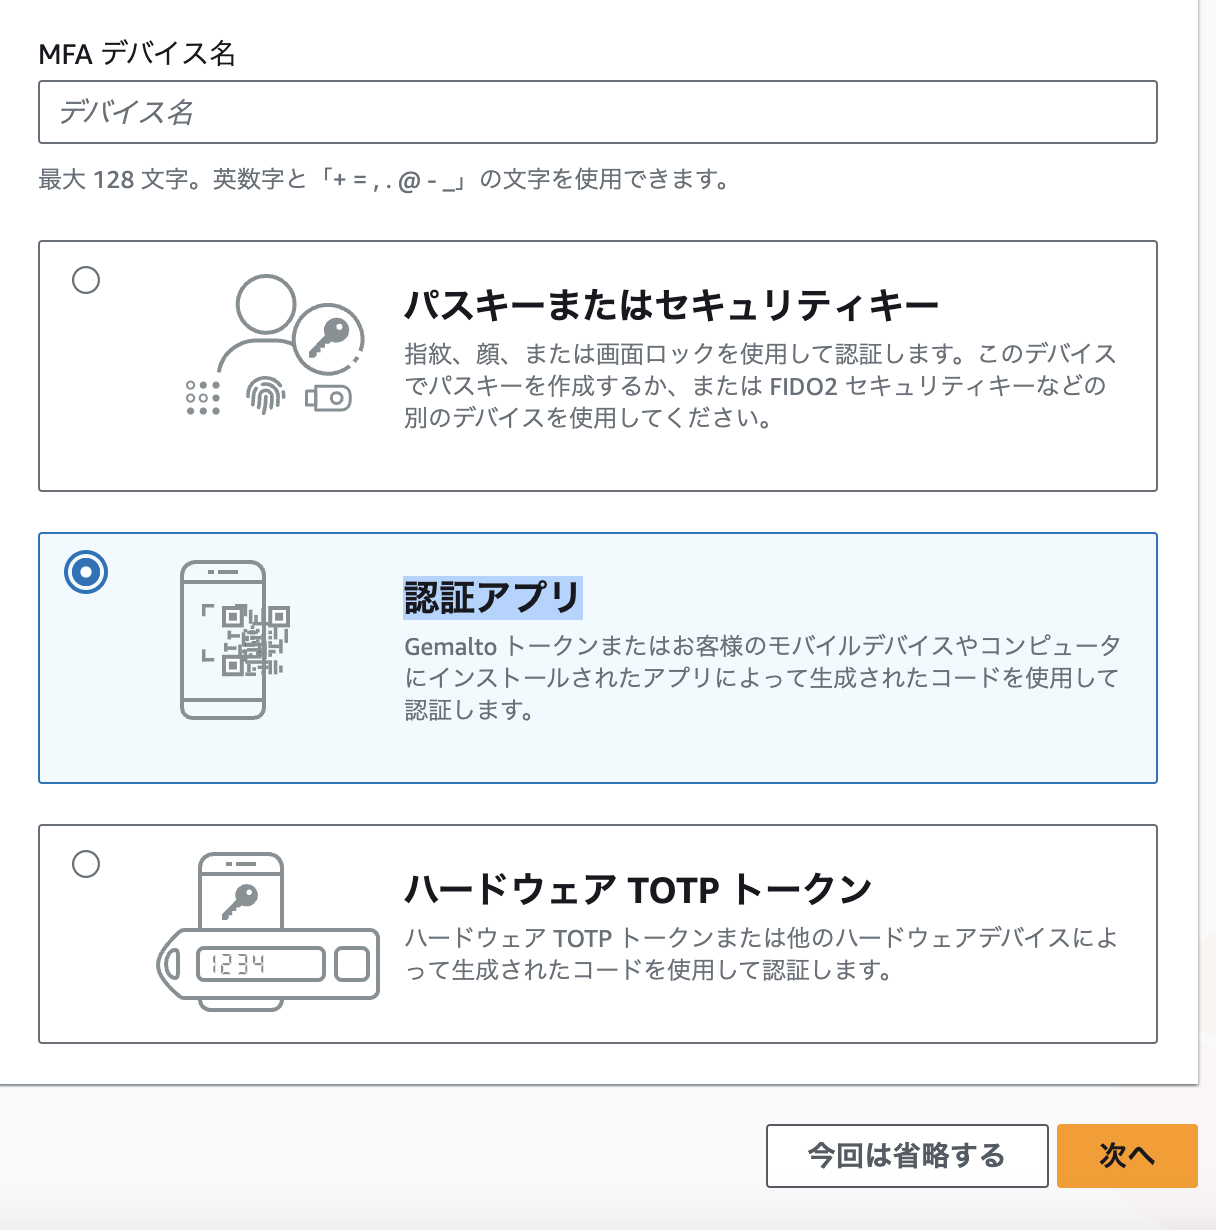 MFA デバイス名
デバイス名
最大 128 文字。英数字と「+ = , . @ - _」の文字を使用できます。
パスキーまたはセキュリティキー
指紋、顔、または画面ロックを使用して認証します。このデバイス
でパスキーを作成するか、または FIDO2 セキュリティキーなどの
別のデバイスを使用してください。
認証アプリ
Gemalto トークンまたはお客様のモバイルデバイスやコンピュータ
にインストールされたアプリによって生成されたコードを使用して
認証します。
ハードウェア TOTP トークン
1234
ハードウェア TOTP トークンまたは他のハードウェアデバイスによ
って生成されたコードを使用して認証します。
今回は省略する
次へ